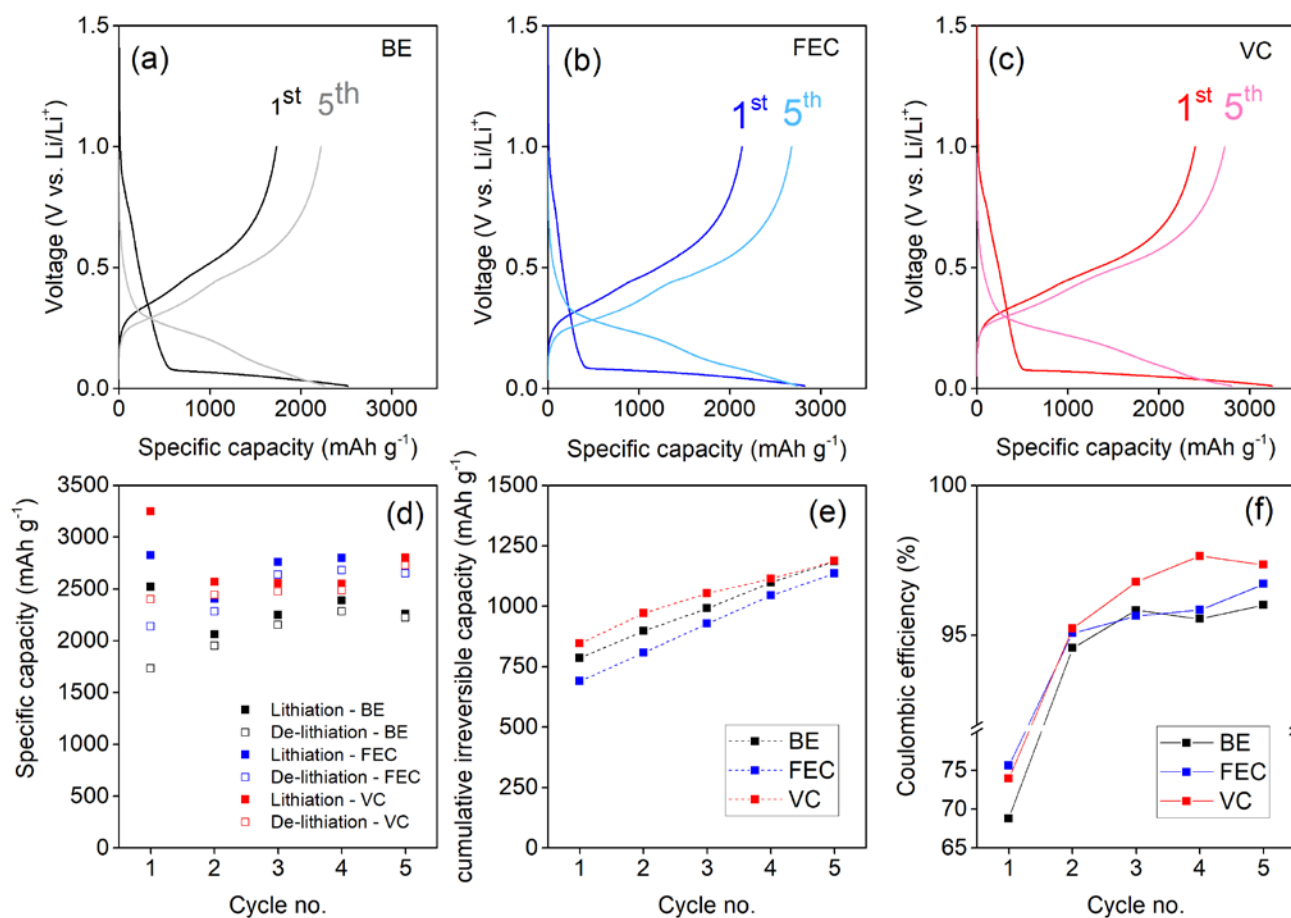 (a)
BE
1st
5th
1.5
1.0
0.5
0.0
Voltage (V vs. Li/Li+)
0
1000
2000
3000
Specific capacity (mAh g-1)
(b)
FEC
1st
5th
1.5
1.0
0.5
0.0
Voltage (V vs. Li/Li+)
0
1000
2000
3000
Specific capacity (mAh g-1)
(c)
VC
1st
5th
1.5
1.0
0.5
0.0
Voltage (V vs. Li/Li+)
0
1000
2000
3000
Specific capacity (mAh g-1)
(d)
3500
3000
2500
2000
1500
1000
500
0
Specific capacity (mAh g-1)
Lithiation - BE
De-lithiation - BE
Lithiation - FEC
De-lithiation - FEC
Lithiation - VC
De-lithiation - VC
1
2
3
4
5
Cycle no.
(e)
1500
1250
1000
750
500
250
0
cumulative irreversible capacity (mAh g-1)
BE
FEC
VC
1
2
3
4
5
Cycle no.
(f)
100
95
75
70
65
Coulombic efficiency (%)
BE
FEC
VC
1
2
3
4
5
Cycle no.